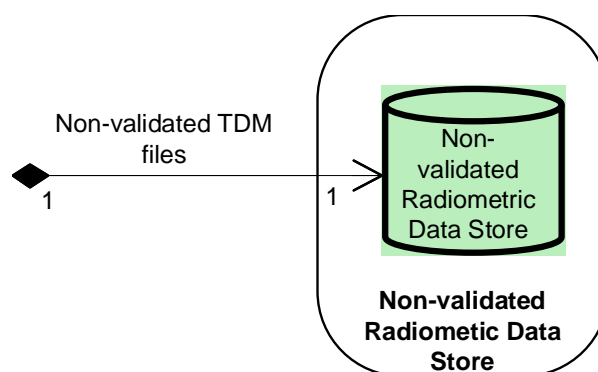 Non-validated TDM
files
1
1
Non-
validated
Radiometric
Data Store
Non-validated
Radiometic Data
Store